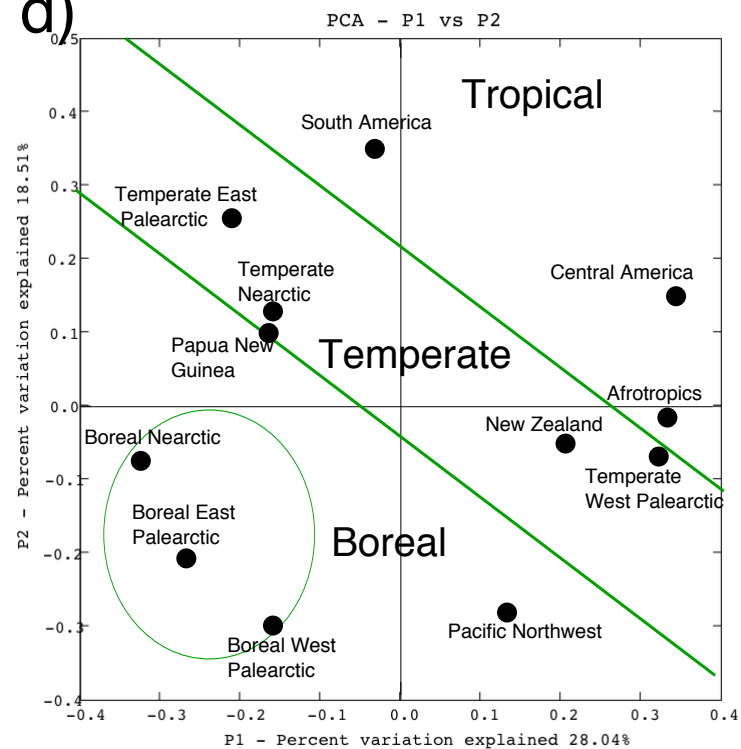 d)
PCA - P1 vs P2
Tropical
South America
Temperate East
Palearctic
Temperate
Nearctic
Central America
Papua New
Guinea
Temperate
Afrotropics
New Zealand
Boreal Nearctic
Temperate
West Palearctic
Boreal East
Palearctic
Boreal
Pacific Northwest
Boreal West
Palearctic
0.5
0.4
0.3
0.2
0.1
0.0
-0.1
-0.2
-0.3
-0.4
P2 - Percent variation explained 18.51%
-0.4 -0.3 -0.2 -0.1 0.0 0.1 0.2 0.3 0.4
P1 - Percent variation explained 28.04%